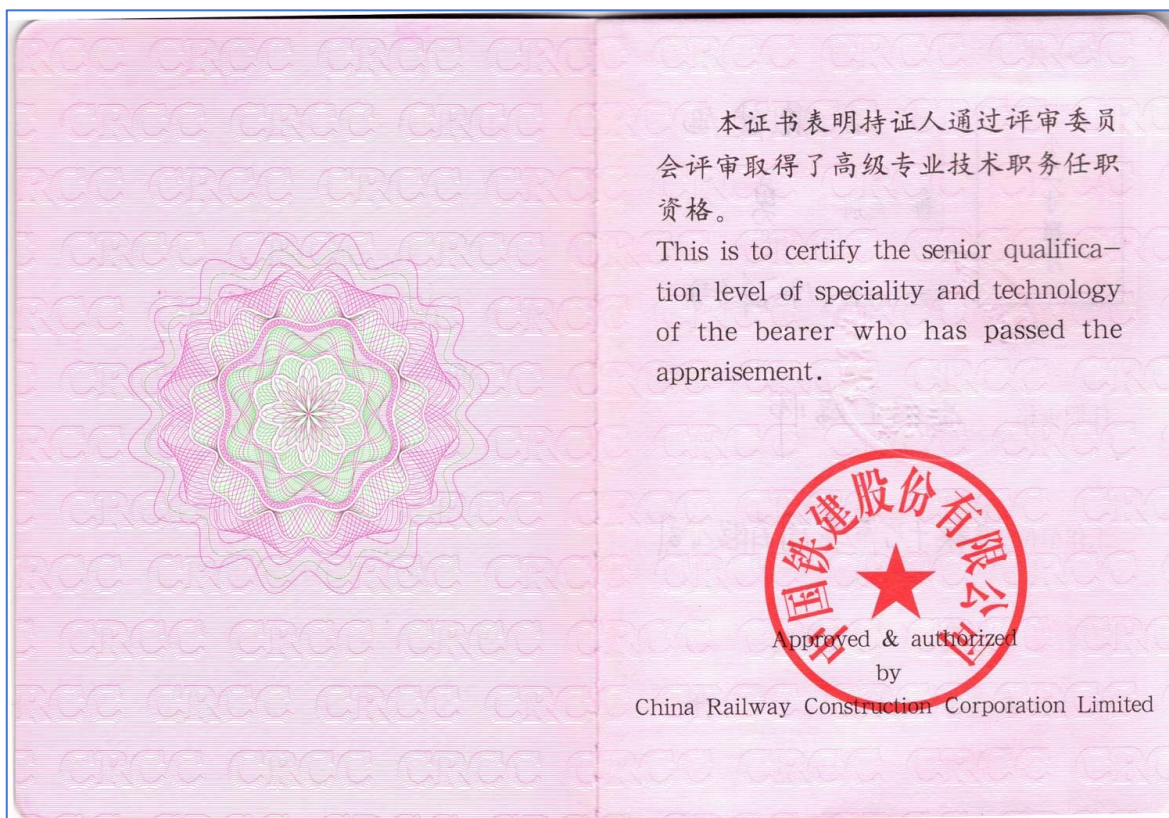 本证书表明持证人通过评审委员
会评审取得了高级专业技术职务任职
资格。
This is to certify the senior qualifica-
tion level of speciality and technology
of the bearer who has passed the
appraisement.
中国铁建股份有限公司
Approved & authorized
by
China Railway Construction Corporation Limited
CRCC